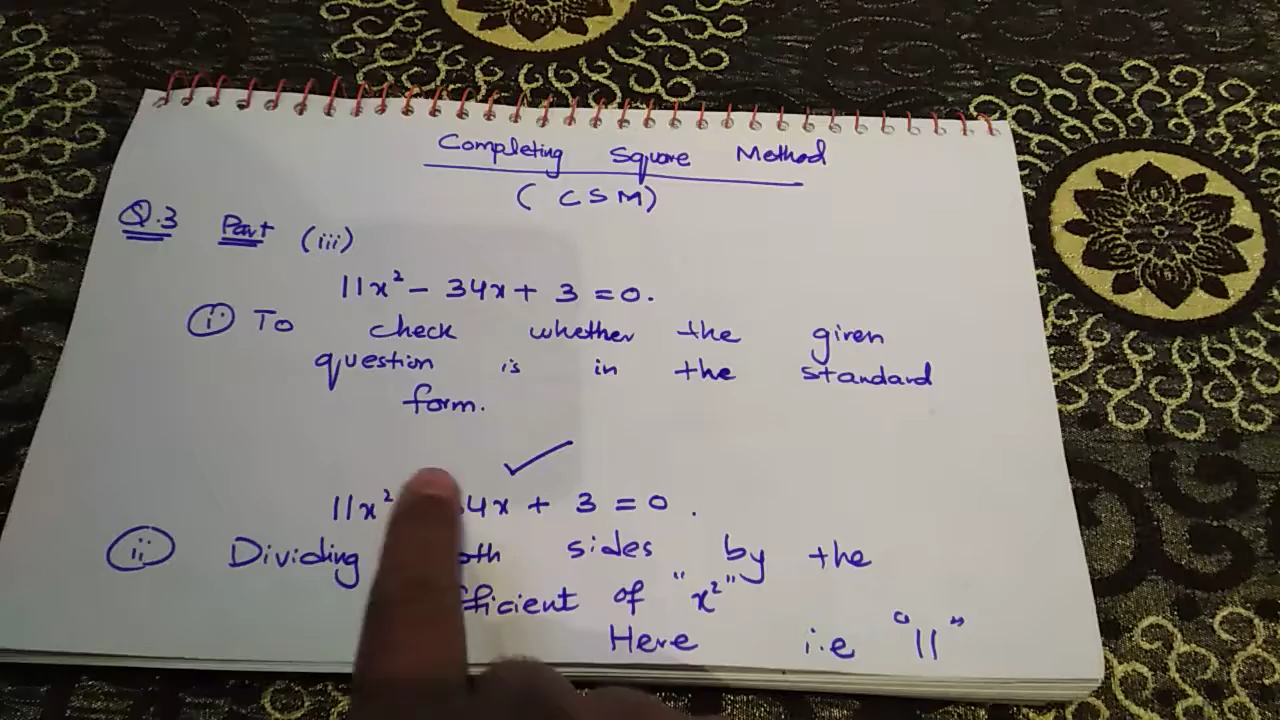 Completing Square Method
(CSM)
Q.3 Part (iii)
11x² - 34x + 3 = 0.
(i) To check whether the given
question is in the standard
form.
✓
11x² 4x + 3 = 0.
(ii) Dividing sides by the
of "x²"
Here i.e "11"